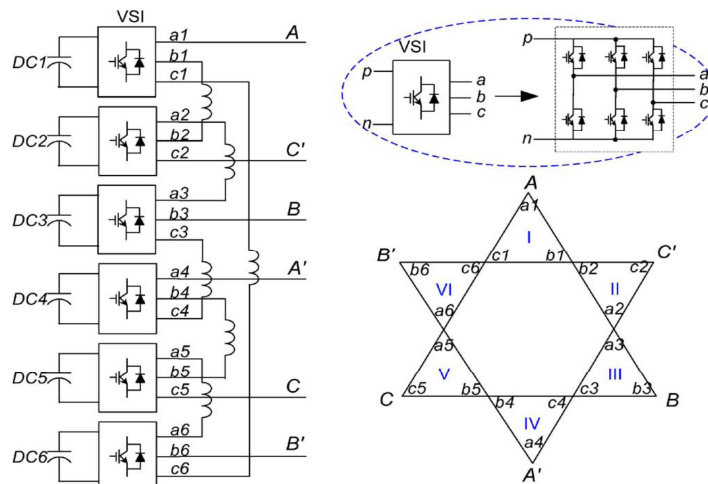 VSI
a1
A
b1
DC1
c1
a2
DC2
b2
c2
C'
a3
DC3
b3
B
c3
a4
A'
b4
DC4
c4
a5
DC5
b5
c5
C
a6
DC6
b6
B'
c6
VSI
p
a
b
c
n
p
a
b
c
n
A
a1
I
B'
C'
b6
c6
c1
b1
b2
c2
VI
II
a6
a2
a5
a3
V
III
C
c5
b5
b4
c4
c3
b3
B
IV
a4
A'